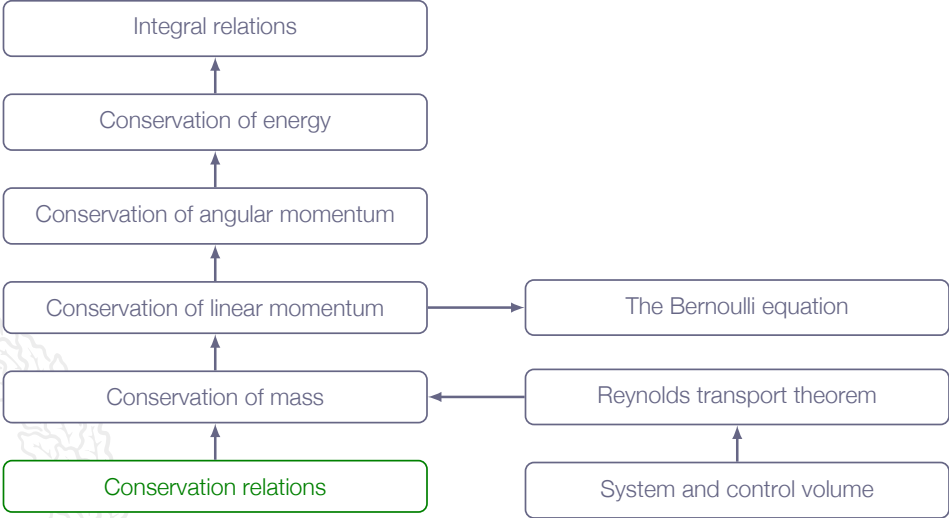 Integral relations
Conservation of energy
Conservation of angular momentum
Conservation of linear momentum
The Bernoulli equation
Conservation of mass
Reynolds transport theorem
Conservation relations
System and control volume